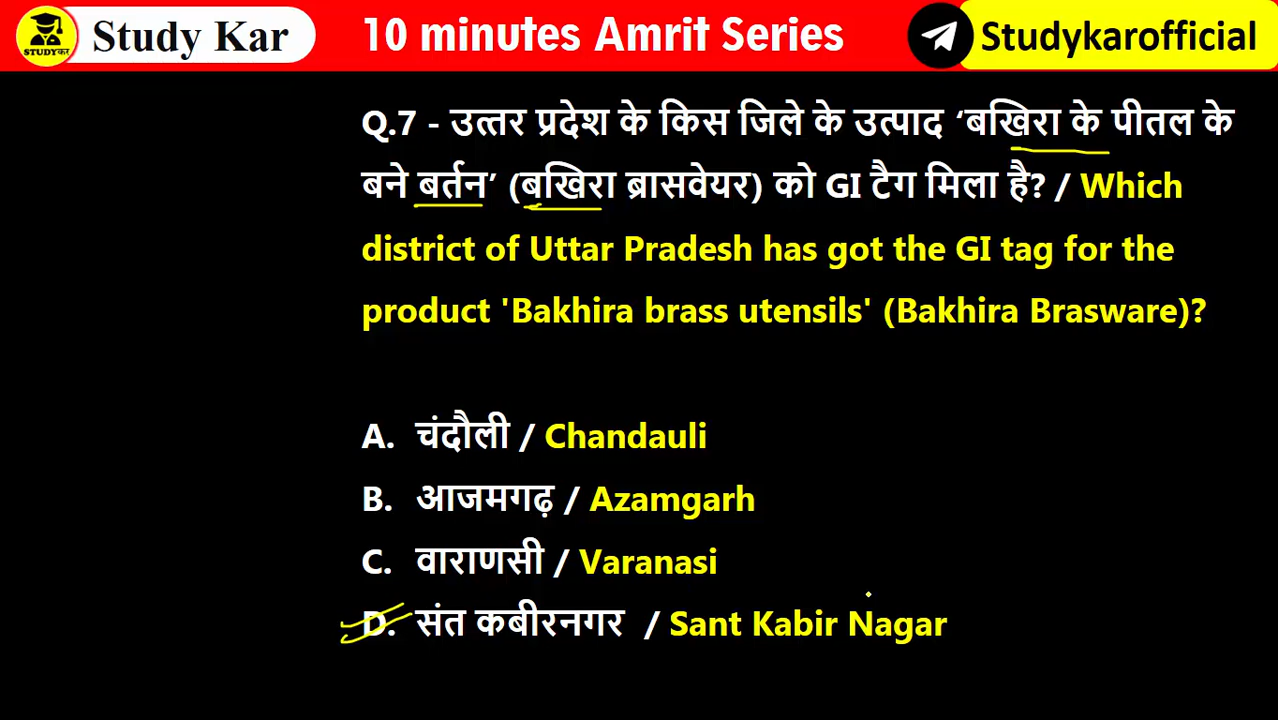 STUDYकर
Study Kar
10 minutes Amrit Series
Studykarofficial
Q.7 - उत्तर प्रदेश के किस जिले के उत्पाद ‘बखिरा के पीतल के
बने बर्तन’ (बखिरा ब्रासवेयर) को GI टैग मिला है? / Which
district of Uttar Pradesh has got the GI tag for the
product 'Bakhira brass utensils' (Bakhira Brasware)?
A. चंदौली / Chandauli
B. आजमगढ़ / Azamgarh
C. वाराणसी / Varanasi
D. संत कबीरनगर / Sant Kabir Nagar